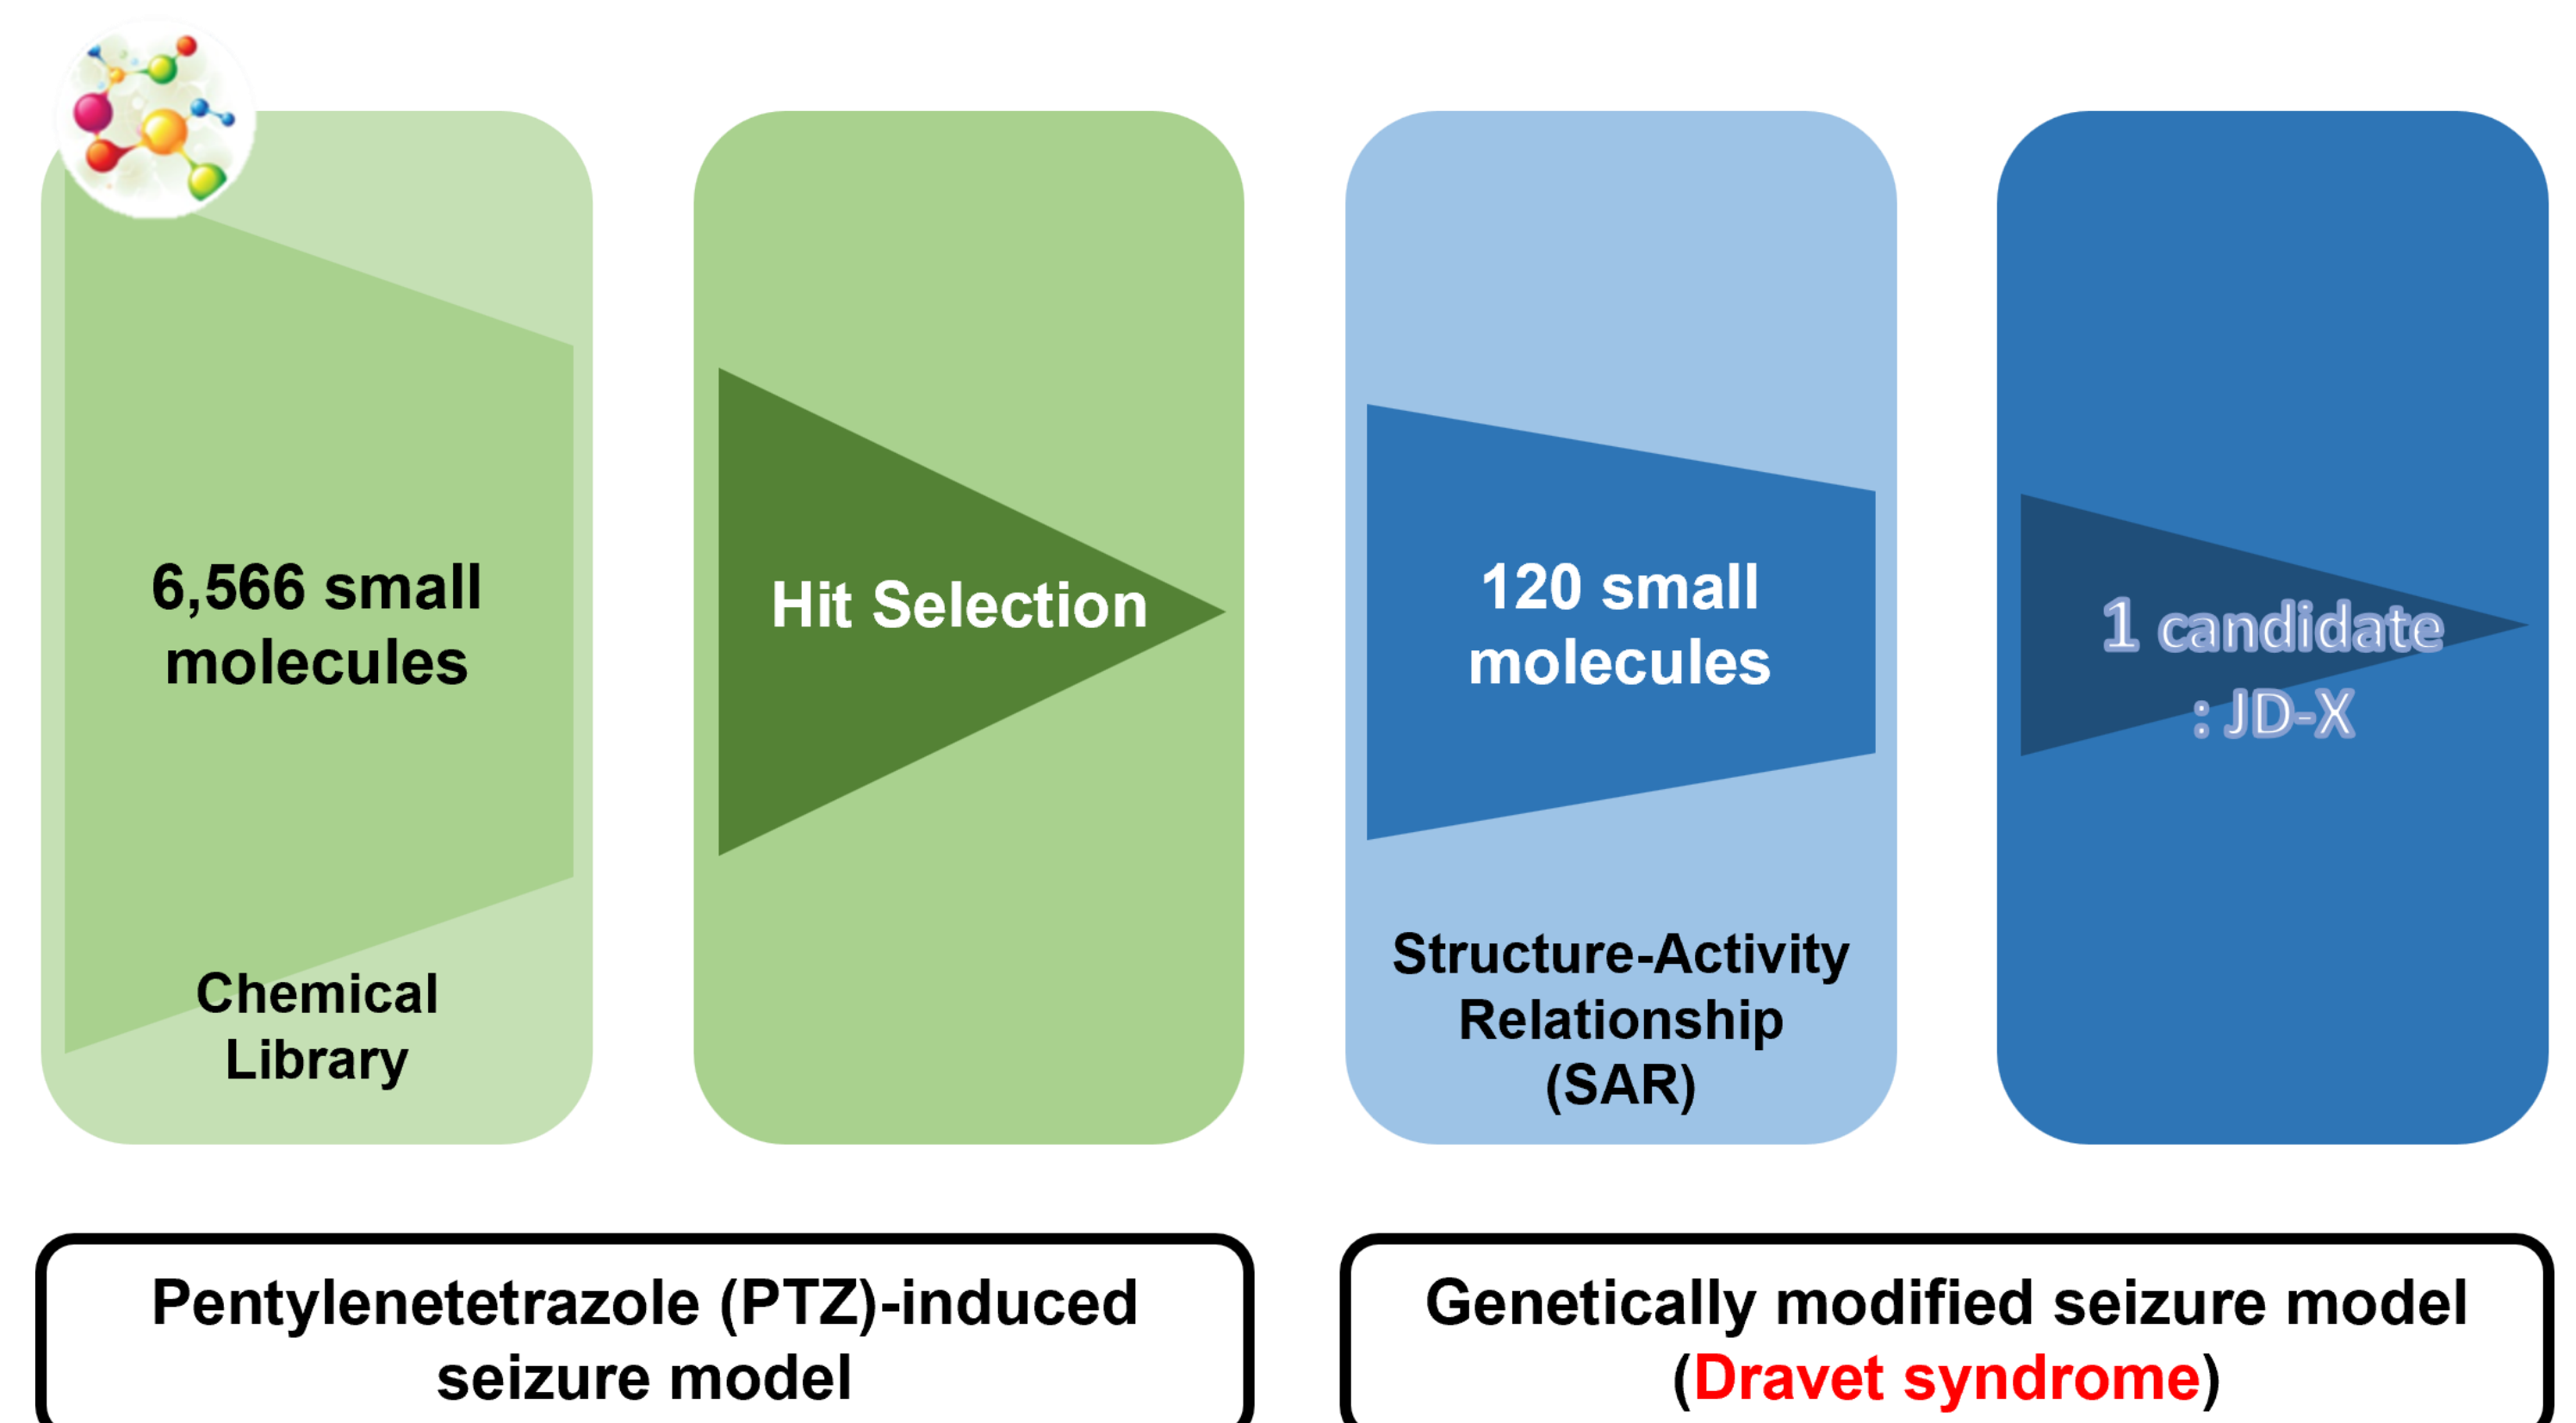 6,566 small
molecules
Chemical
Library
Hit Selection
120 small
molecules
Structure-Activity
Relationship
(SAR)
1 candidate
: JD-X
Pentylenetetrazole (PTZ)-induced
seizure model
Genetically modified seizure model
(Dravet syndrome)